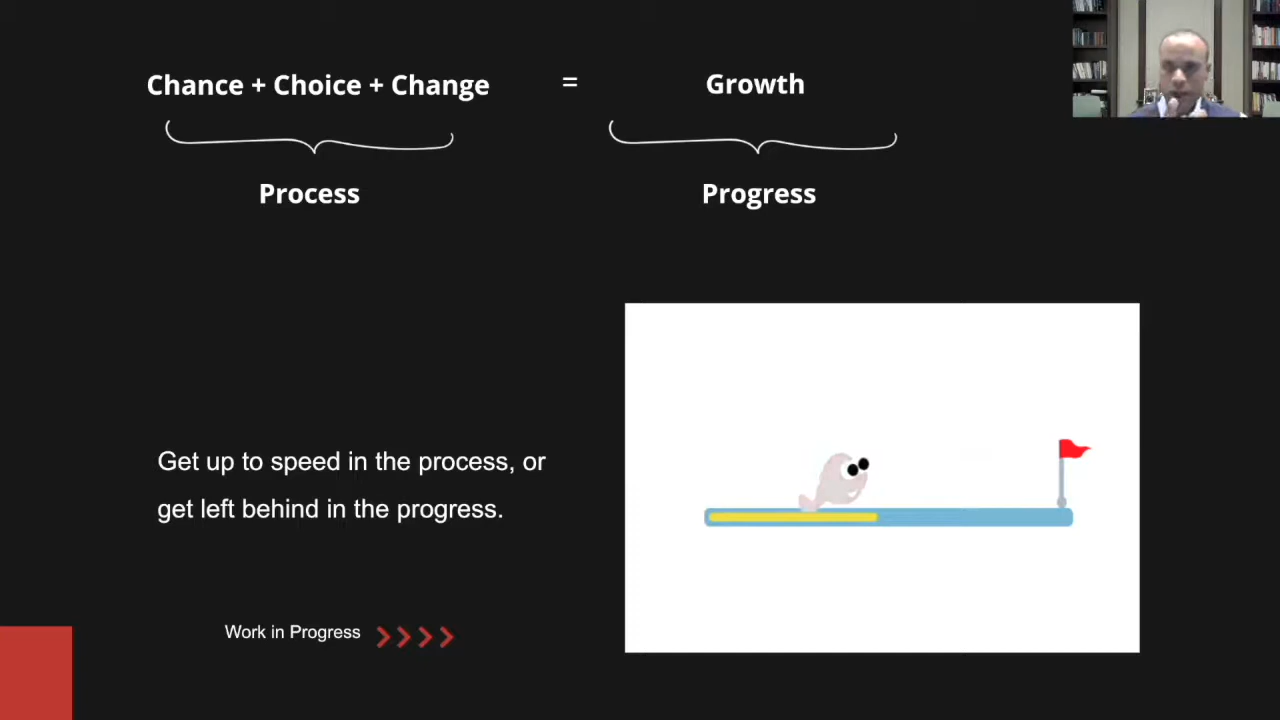 Chance + Choice + Change = Growth
Process Progress
Get up to speed in the process, or
get left behind in the progress.
Work in Progress